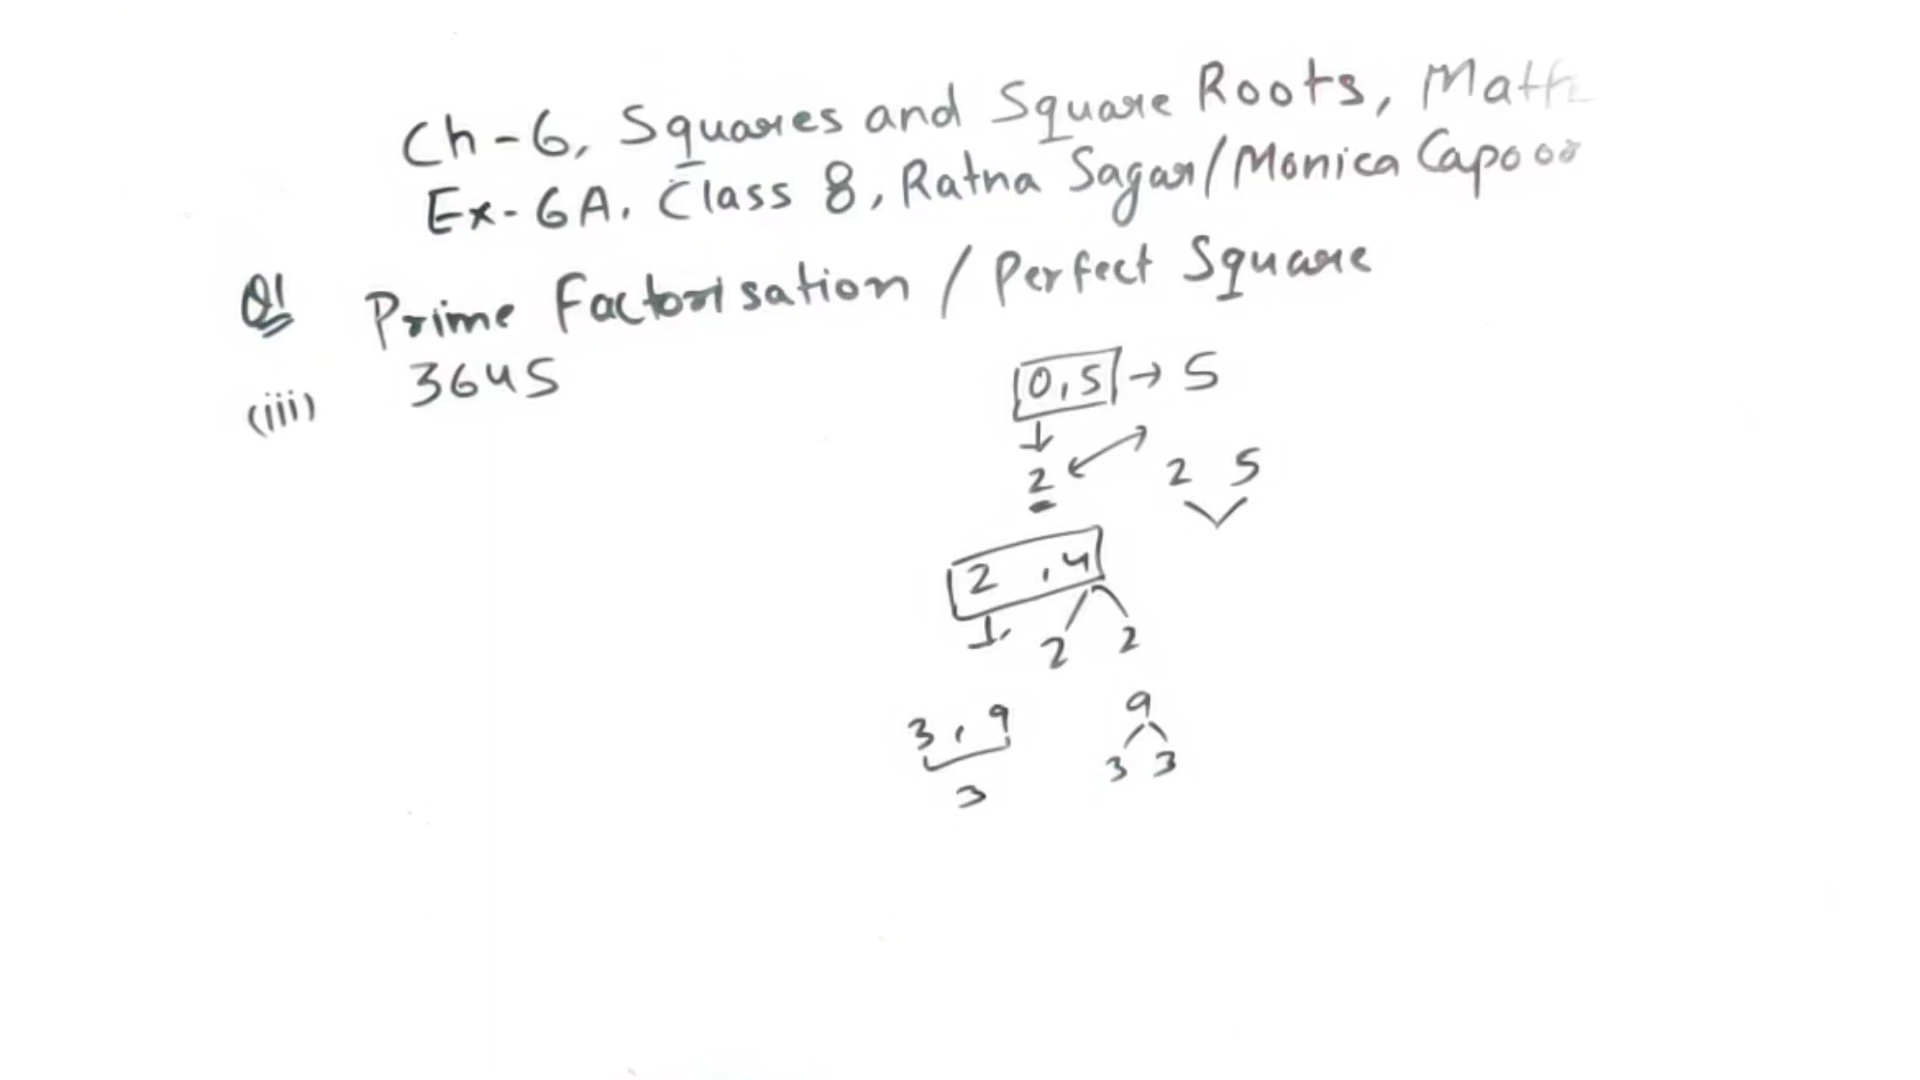 Ch-6, Squares and Square Roots, Math
Ex-6A, Class 8, Ratna Sagar/Monica Capoor
Q1 Prime Factorisation / Perfect Square
(iii) 3645
0,5 → 5
2
2 5
2 ,4
1,
2 2
3, 9
9
3 3
3